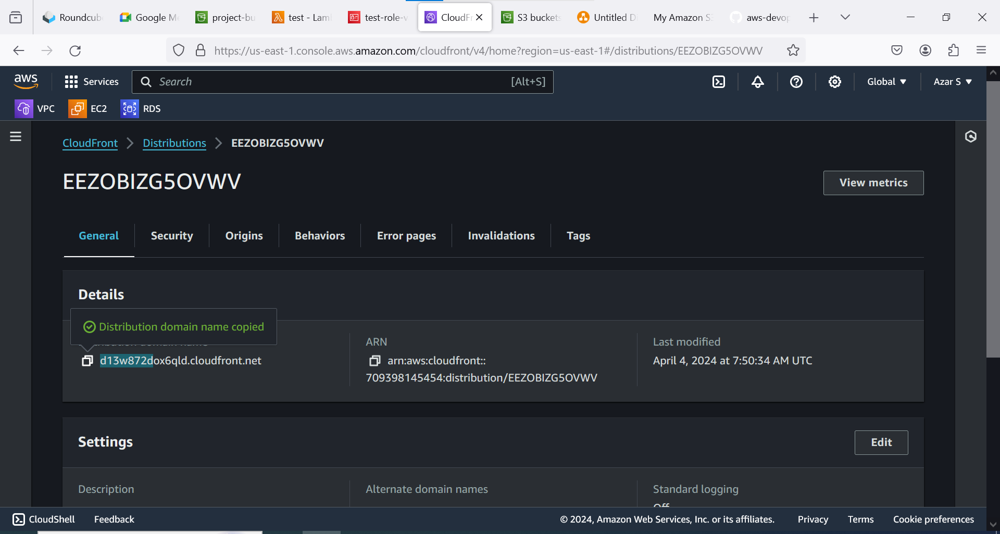 Roundcub
Google M
project-bu
test - Lam
test-role-v
CloudFr
S3 buckets
Untitled D
My Amazon S
aws-devop
https://us-east-1.console.aws.amazon.com/cloudfront/v4/home?region=us-east-1#/distributions/EEZOBIZG5OVWV
aws
Services
Search
[Alt+S]
Global
Azar S
VPC
EC2
RDS
CloudFront
Distributions
EEZOBIZG5OVWV
EEZOBIZG5OVWV
View metrics
General
Security
Origins
Behaviors
Error pages
Invalidations
Tags
Details
Distribution domain name copied
d13w872dox6qld.cloudfront.net
ARN
arn:aws:cloudfront::
709398145454:distribution/EEZOBIZG5OVWV
Last modified
April 4, 2024 at 7:50:34 AM UTC
Settings
Edit
Description
Alternate domain names
Standard logging
Off
CloudShell
Feedback
© 2024, Amazon Web Services, Inc. or its affiliates.
Privacy
Terms
Cookie preferences